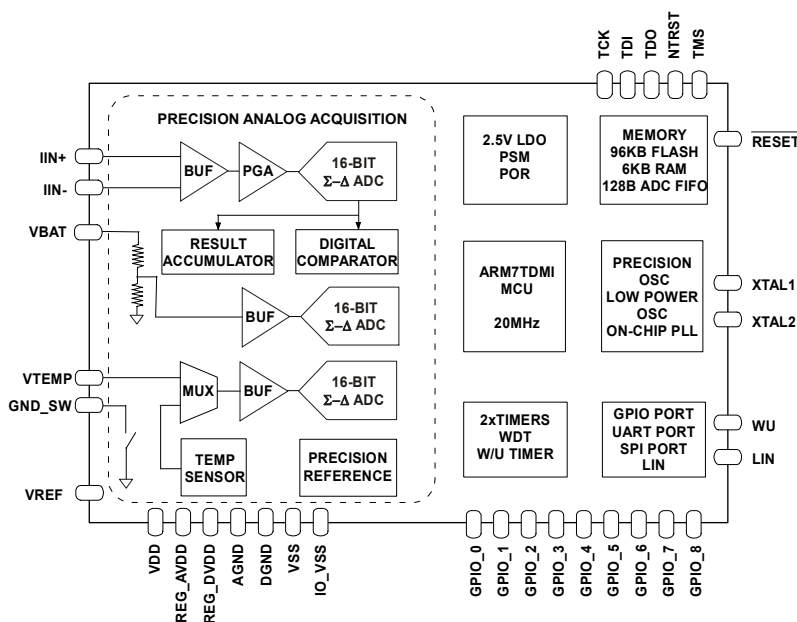 TCK
TDI
TDO
NTRST
TMS
PRECISION ANALOG ACQUISITION
IIN+
IIN-
BUF
PGA
16-BIT
Σ–Δ ADC
2.5V LDO
PSM
POR
MEMORY
96KB FLASH
6KB RAM
128B ADC FIFO
RESET
VBAT
RESULT
ACCUMULATOR
DIGITAL
COMPARATOR
BUF
16-BIT
Σ–Δ ADC
ARM7TDMI
MCU
20MHz
PRECISION
OSC
LOW POWER
OSC
ON-CHIP PLL
XTAL1
XTAL2
VTEMP
GND_SW
MUX
BUF
16-BIT
Σ–Δ ADC
2xTIMERS
WDT
W/U TIMER
GPIO PORT
UART PORT
SPI PORT
LIN
WU
LIN
TEMP
SENSOR
PRECISION
REFERENCE
VREF
VDD
REG_AVDD
REG_DVDD
AGND
DGND
VSS
IO_VSS
GPIO_0
GPIO_1
GPIO_2
GPIO_3
GPIO_4
GPIO_5
GPIO_6
GPIO_7
GPIO_8